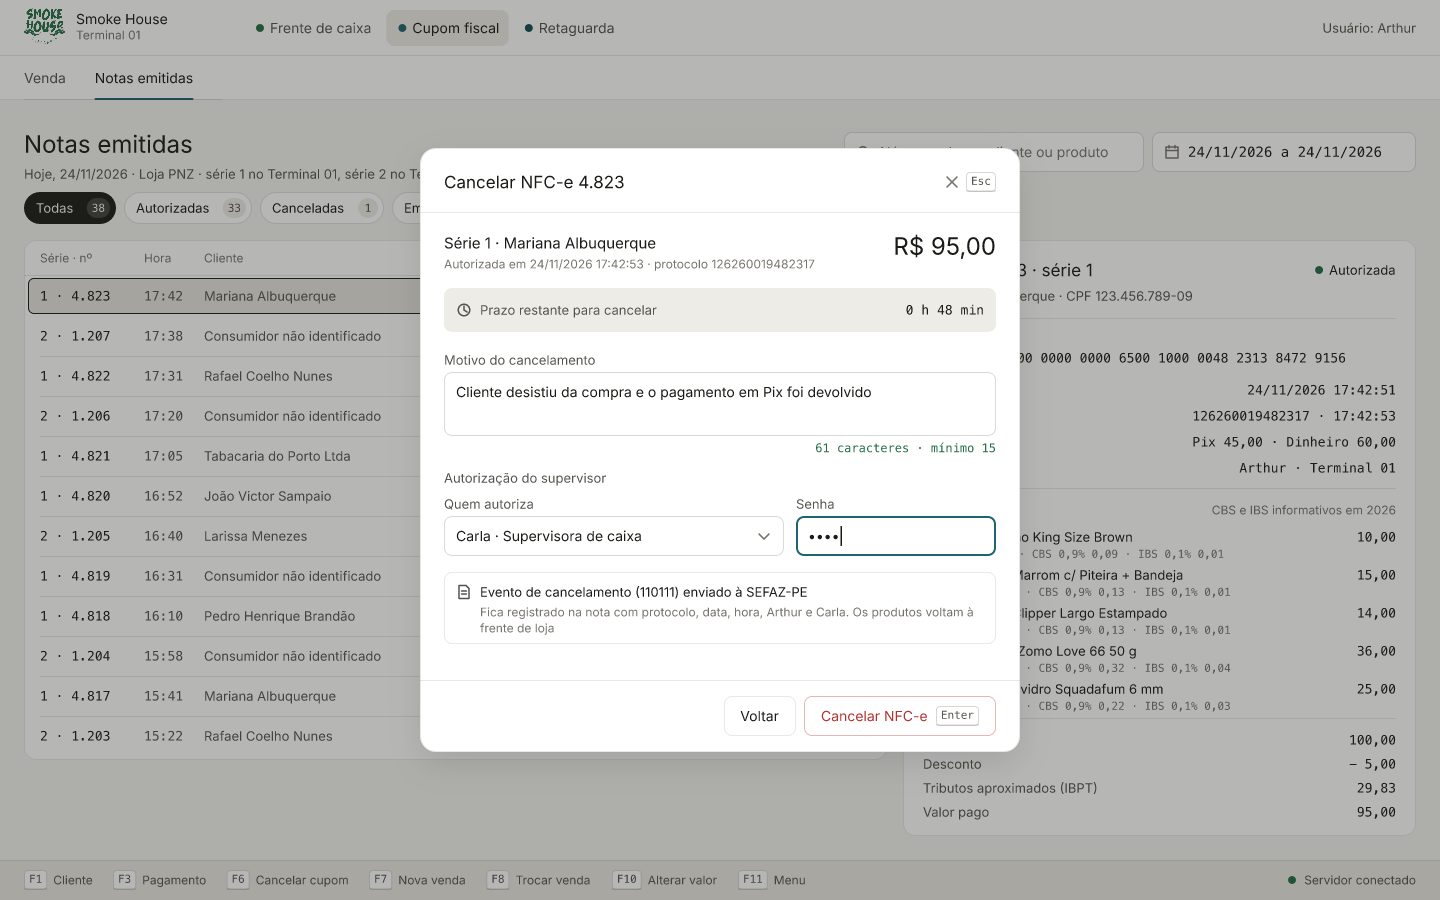 SMOKE HOUSE
Smoke House
Terminal 01
Frente de caixa
Cupom fiscal
Retaguarda
Usuário: Arthur
Venda
Notas emitidas
Notas emitidas
Hoje, 24/11/2026 · Loja PNZ · série 1 no Terminal 01, série 2 no Te
nte ou produto
24/11/2026 a 24/11/2026
Todas 38
Autorizadas 33
Canceladas 1
Em
Série · nº Hora Cliente
1 · 4.823 17:42 Mariana Albuquerque
2 · 1.207 17:38 Consumidor não identificado
1 · 4.822 17:31 Rafael Coelho Nunes
2 · 1.206 17:20 Consumidor não identificado
1 · 4.821 17:05 Tabacaria do Porto Ltda
1 · 4.820 16:52 João Victor Sampaio
2 · 1.205 16:40 Larissa Menezes
1 · 4.819 16:31 Consumidor não identificado
1 · 4.818 16:10 Pedro Henrique Brandão
2 · 1.204 15:58 Consumidor não identificado
1 · 4.817 15:41 Mariana Albuquerque
2 · 1.203 15:22 Rafael Coelho Nunes
Cancelar NFC-e 4.823
Esc
Série 1 · Mariana Albuquerque
R$ 95,00
Autorizada em 24/11/2026 17:42:53 · protocolo 126260019482317
Prazo restante para cancelar 0 h 48 min
Motivo do cancelamento
Cliente desistiu da compra e o pagamento em Pix foi devolvido
61 caracteres · mínimo 15
Autorização do supervisor
Quem autoriza
Senha
Carla · Supervisora de caixa
••••
Evento de cancelamento (110111) enviado à SEFAZ-PE
Fica registrado na nota com protocolo, data, hora, Arthur e Carla. Os produtos voltam à
frente de loja
Voltar
Cancelar NFC-e Enter
3 · série 1
Autorizada
erque · CPF 123.456.789-09
00 0000 0000 6500 1000 0048 2313 8472 9156
24/11/2026 17:42:51
126260019482317 · 17:42:53
Pix 45,00 · Dinheiro 60,00
Arthur · Terminal 01
CBS e IBS informativos em 2026
o King Size Brown 10,00
· CBS 0,9% 0,09 · IBS 0,1% 0,01
Marrom c/ Piteira + Bandeja 15,00
· CBS 0,9% 0,13 · IBS 0,1% 0,01
Clipper Largo Estampado 14,00
· CBS 0,9% 0,13 · IBS 0,1% 0,01
Zomo Love 66 50 g 36,00
· CBS 0,9% 0,32 · IBS 0,1% 0,04
vidro Squadafum 6 mm 25,00
· CBS 0,9% 0,22 · IBS 0,1% 0,03
100,00
Desconto – 5,00
Tributos aproximados (IBPT) 29,83
Valor pago 95,00
F1 Cliente
F3 Pagamento
F6 Cancelar cupom
F7 Nova venda
F8 Trocar venda
F10 Alterar valor
F11 Menu
Servidor conectado